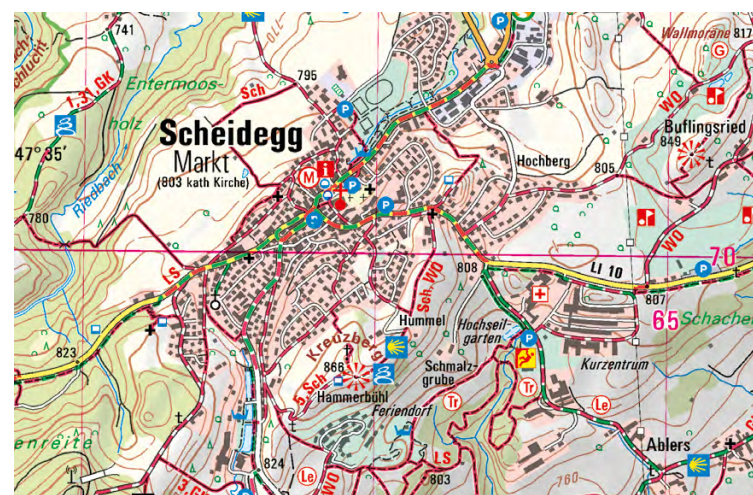 741
Wallmoräne 817
G
Sch
795
1,31,GK
Entermoos-
holz
WO
Scheidegg
Markt
(803 kath Kirche)
47° 35'
Riedbach
M
i
P
P
P
P
Buflingsried
849
Hochberg
805
780
LS
WO
70
808
LI 10
P
807
65
Schachen
Sch, WO
Hummel
Hochseil-
garten
P
Kurzentrum
823
Kreuzberg
866
5, Sch
Hammerbühl
Schmalz-
grube
Feriendorf
Tr
Tr
Le
enreite
824
LS
803
Le
WO
760
Ablers